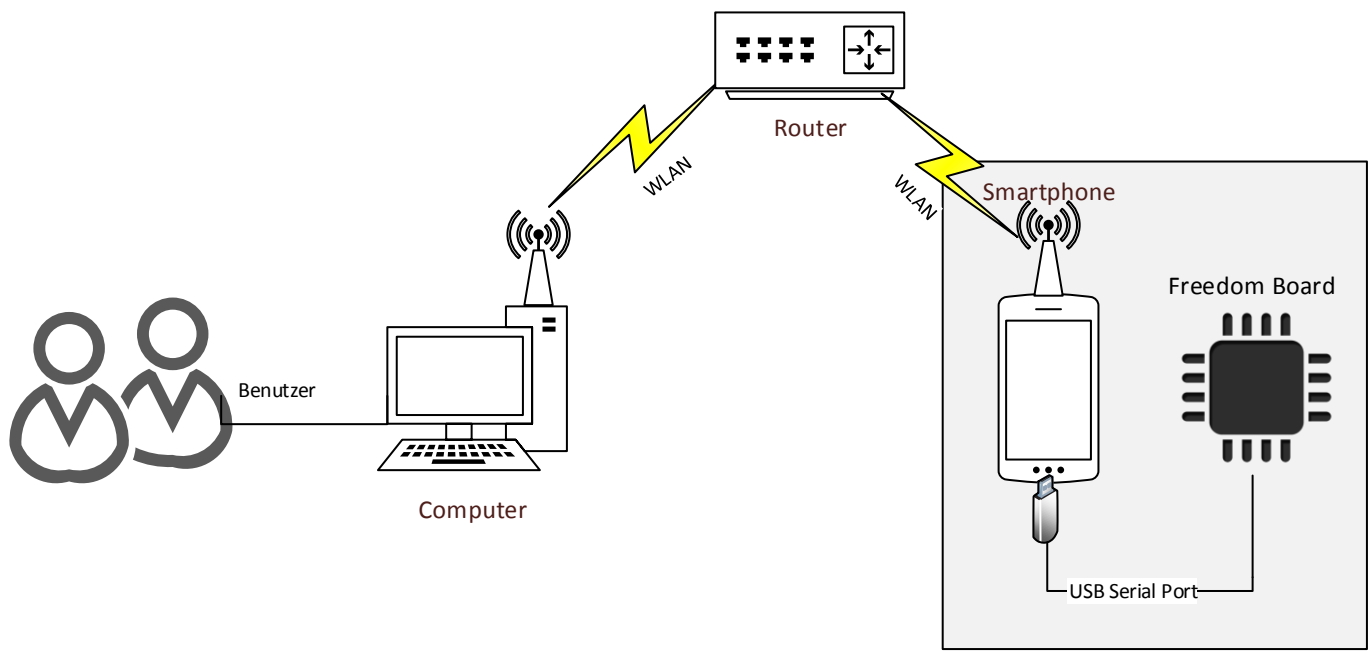 Router
WLAN
WLAN
Smartphone
Freedom Board
Benutzer
Computer
USB Serial Port